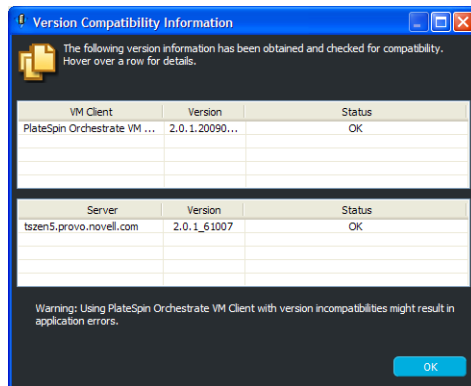 Version Compatibility Information
The following version information has been obtained and checked for compatibility.
Hover over a row for details.
VM Client Version Status
PlateSpin Orchestrate VM ... 2.0.1.20090... OK
Server Version Status
tszen5.provo.novell.com 2.0.1_61007 OK
Warning: Using PlateSpin Orchestrate VM Client with version incompatibilities might result in
application errors.
OK